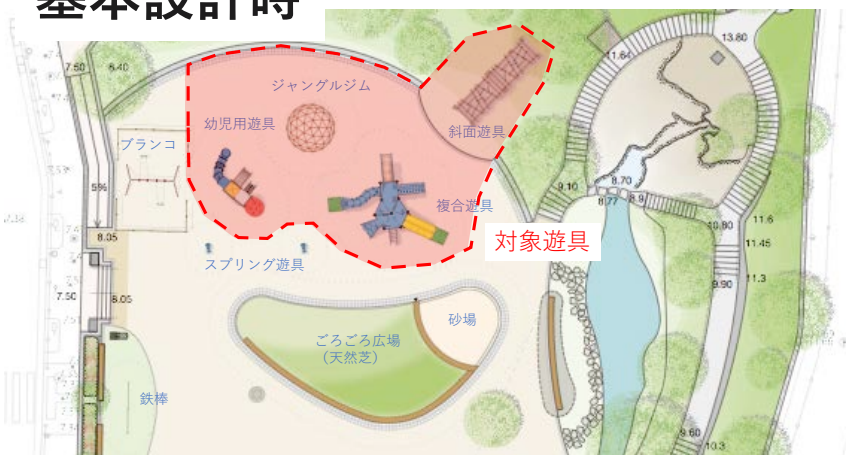 基本設計時
13.80
11.64
7.50
8.40
ジャングルジム
幼児用遊具
斜面遊具
ブランコ
5%
9.10
8.70
8.77
8.9
複合遊具
10.80
11.6
対象遊具
8.05
11.45
スプリング遊具
11.3
9.90
7.50
8.05
砂場
ごろごろ広場
(天然芝)
鉄棒
9.60
10.3